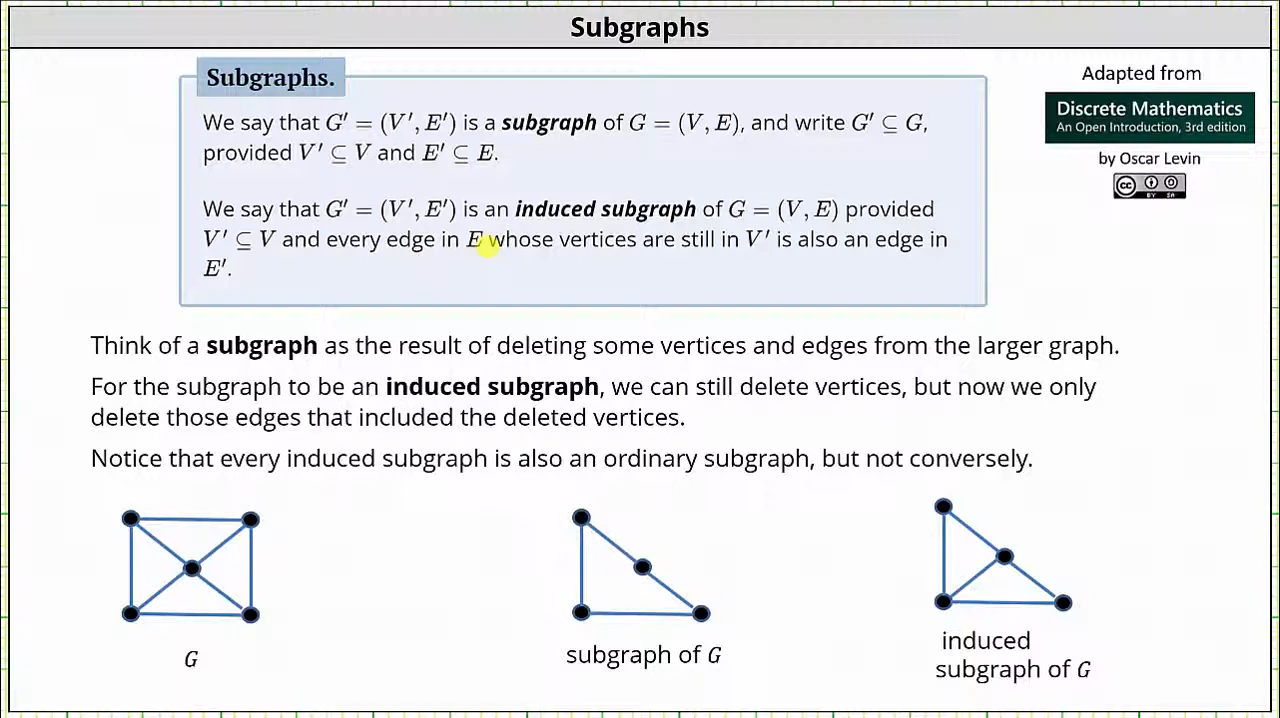 Subgraphs
Subgraphs.
We say that G′ = (V′, E′) is a subgraph of G = (V, E), and write G′ ⊆ G,
provided V′ ⊆ V and E′ ⊆ E.
We say that G′ = (V′, E′) is an induced subgraph of G = (V, E) provided
V′ ⊆ V and every edge in E whose vertices are still in V′ is also an edge in
E′.
Adapted from
Discrete Mathematics
An Open Introduction, 3rd edition
by Oscar Levin
cc BY SA
Think of a subgraph as the result of deleting some vertices and edges from the larger graph.
For the subgraph to be an induced subgraph, we can still delete vertices, but now we only
delete those edges that included the deleted vertices.
Notice that every induced subgraph is also an ordinary subgraph, but not conversely.
G
subgraph of G
induced
subgraph of G